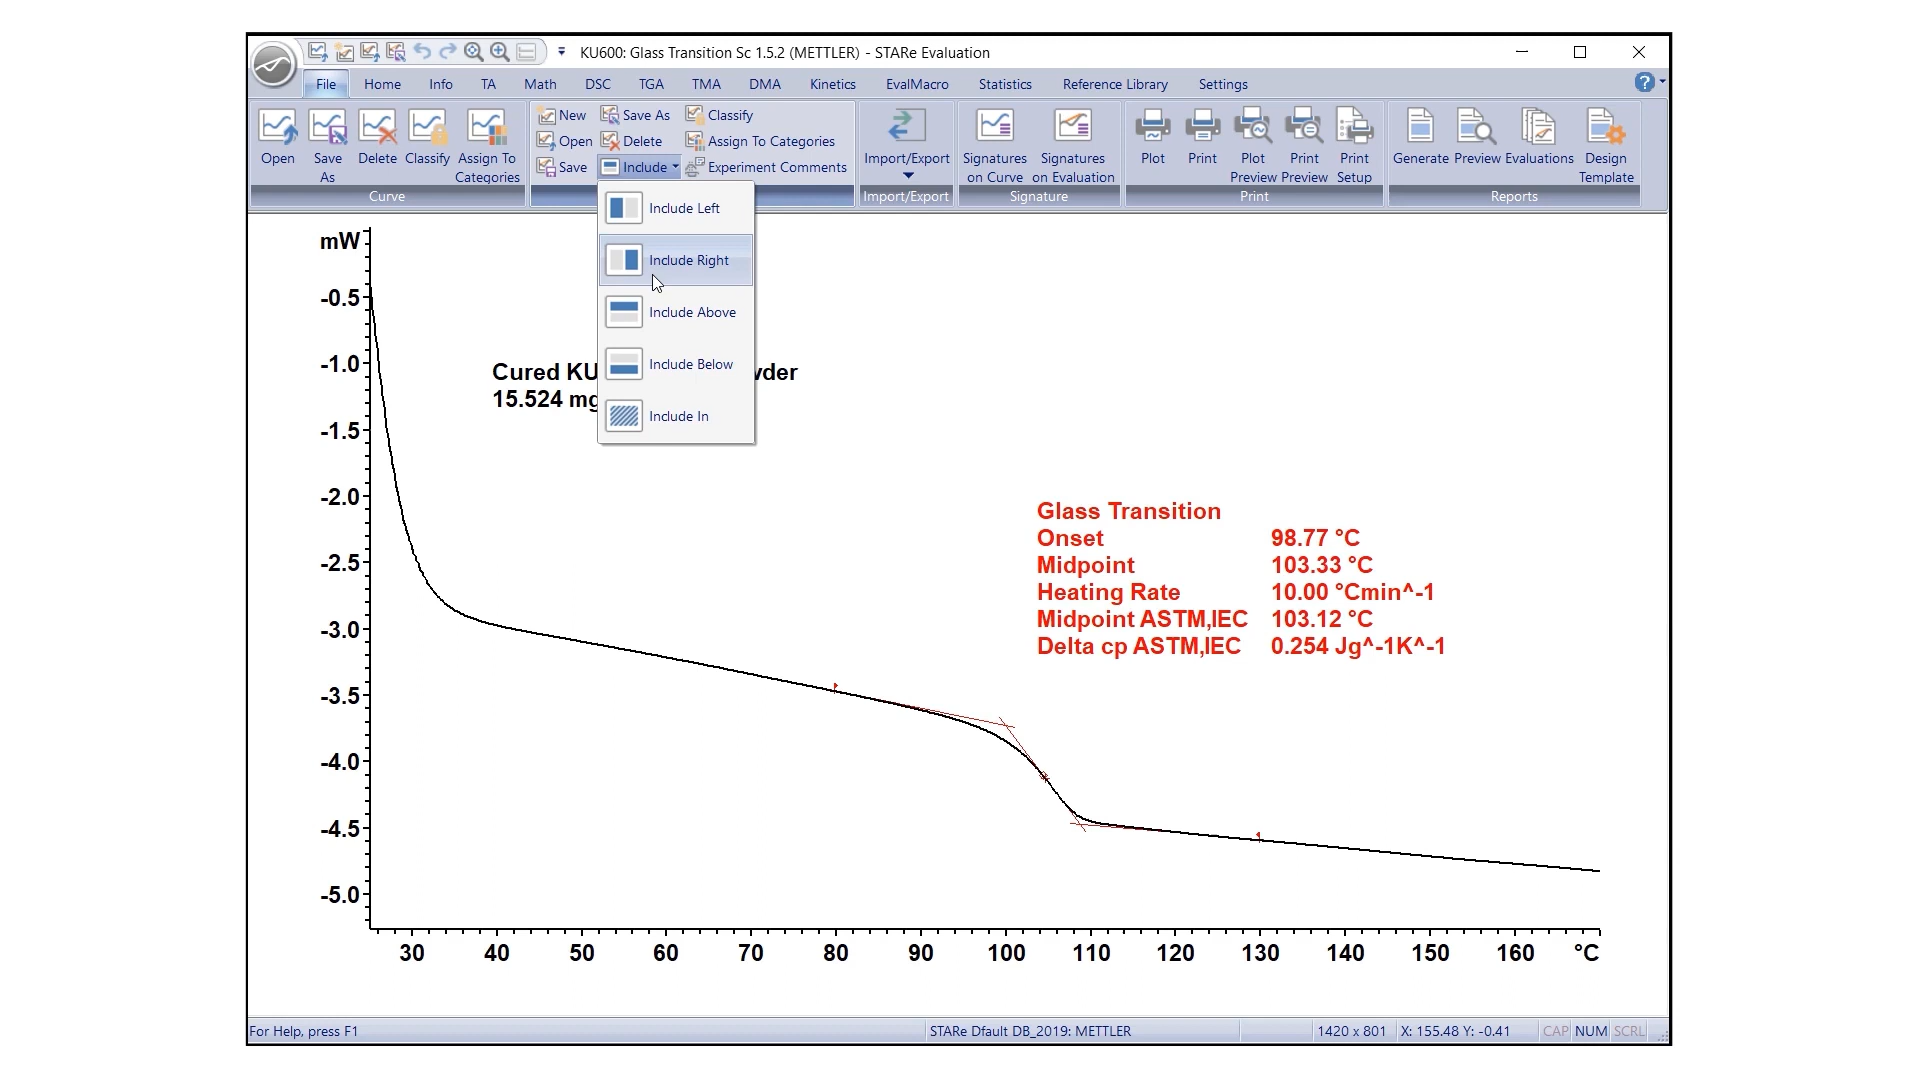 KU600: Glass Transition Sc 1.5.2 (METTLER) - STARe Evaluation
File Home Info TA Math DSC TGA TMA DMA Kinetics EvalMacro Statistics Reference Library Settings
Open
Save As
Delete
Classify
Assign To Categories
Curve
New
Save As
Classify
Open
Delete
Assign To Categories
Save
Include
Experiment Comments
Import/Export
Import/Export
Signatures on Curve
Signatures on Evaluation
Signature
Plot
Print
Plot Preview
Print Preview
Print Setup
Print
Generate
Preview
Evaluations
Design Template
Reports
Include Left
Include Right
Include Above
Include Below
Include In
mW
-0.5
-1.0
-1.5
-2.0
-2.5
-3.0
-3.5
-4.0
-4.5
-5.0
Cured KU
15.524 mg
Glass Transition
Onset 98.77 °C
Midpoint 103.33 °C
Heating Rate 10.00 °Cmin^-1
Midpoint ASTM,IEC 103.12 °C
Delta cp ASTM,IEC 0.254 Jg^-1K^-1
30 40 50 60 70 80 90 100 110 120 130 140 150 160 °C
For Help, press F1
STARe Dfault DB_2019: METTLER
1420 x 801
X: 155.48 Y: -0.41
CAP NUM SCRL